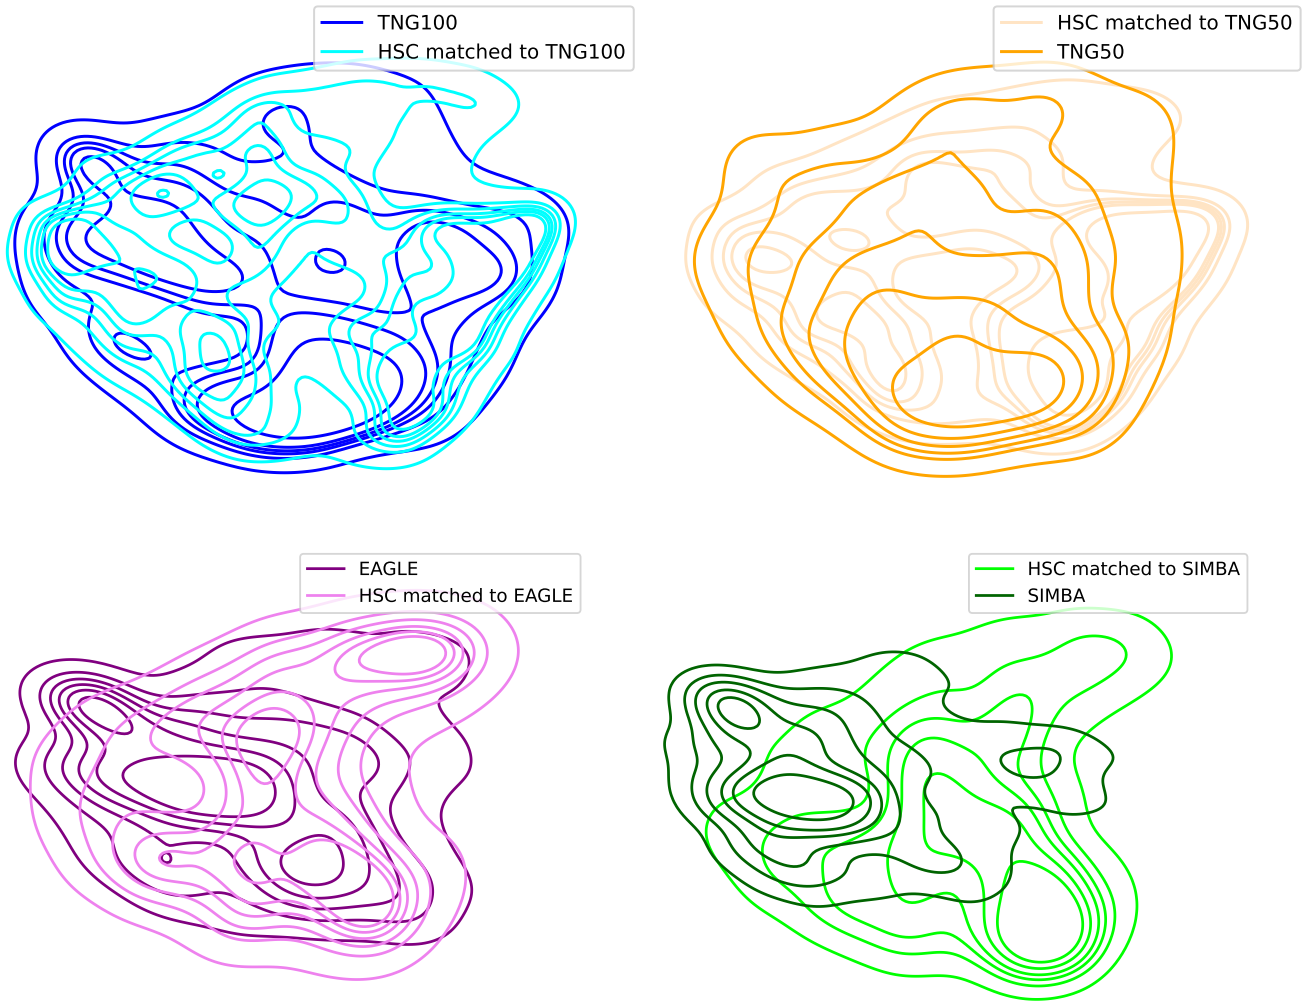 TNG100
HSC matched to TNG100
HSC matched to TNG50
TNG50
EAGLE
HSC matched to EAGLE
HSC matched to SIMBA
SIMBA